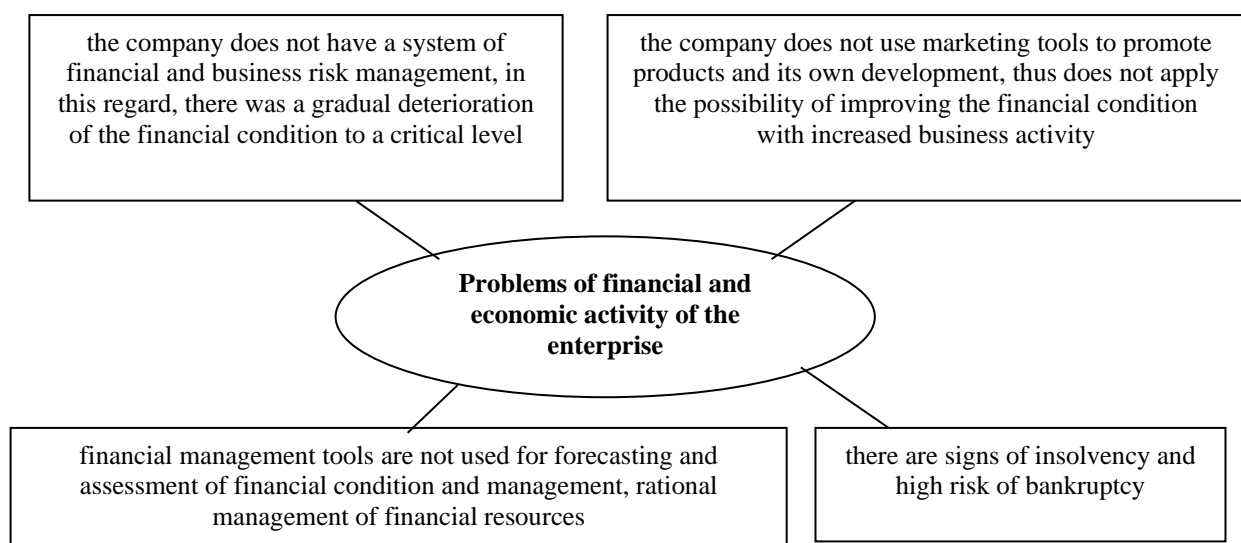 the company does not have a system of
financial and business risk management, in
this regard, there was a gradual deterioration
of the financial condition to a critical level
the company does not use marketing tools to promote
products and its own development, thus does not apply
the possibility of improving the financial condition
with increased business activity
Problems of financial and
economic activity of the
enterprise
financial management tools are not used for forecasting and
assessment of financial condition and management, rational
management of financial resources
there are signs of insolvency and
high risk of bankruptcy